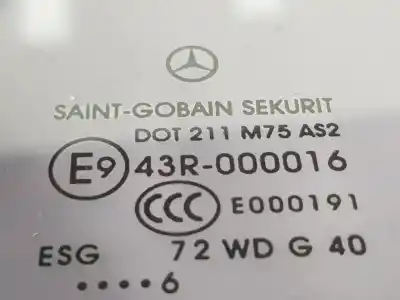 SAINT-GOBAIN SEKURIT
DOT 211 M75 AS2
E9 43R-000016
CCC E000191
ESG 72 WD G 40
••••6